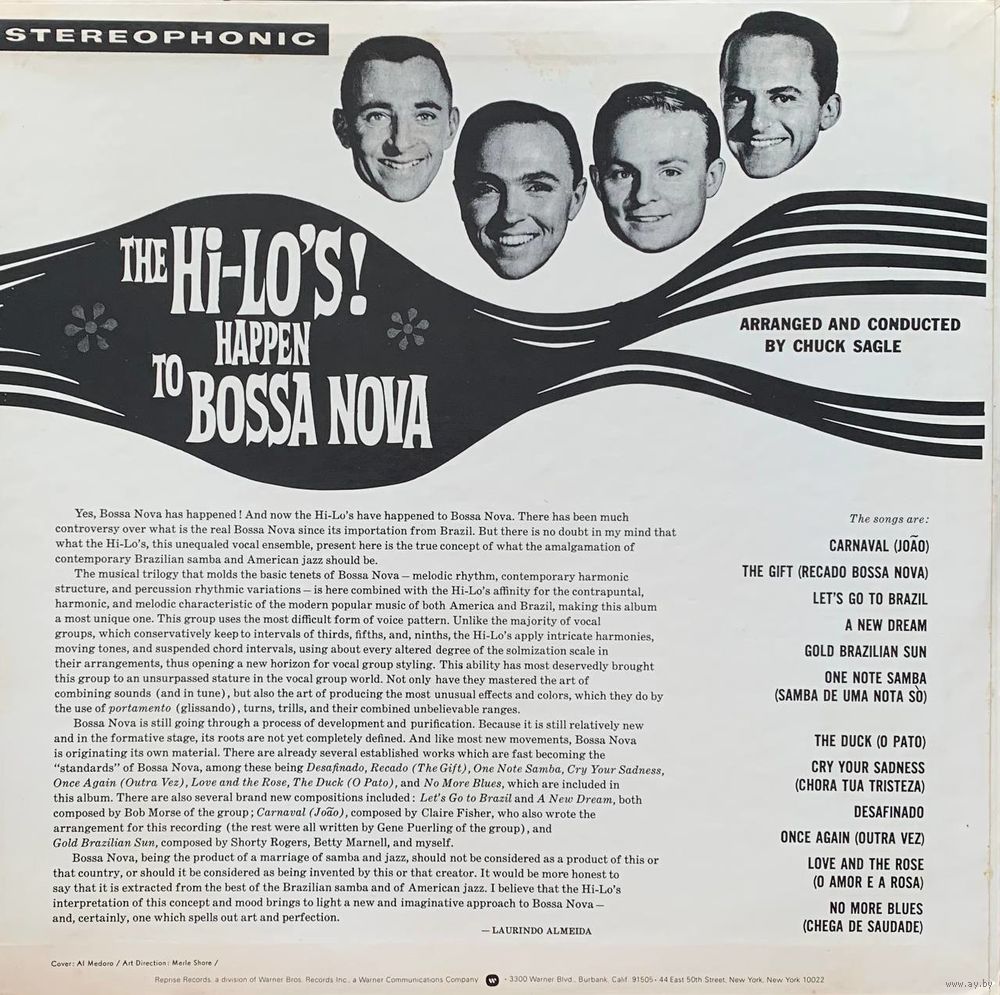 STEREOPHONIC
THE Hi-LO'S!
HAPPEN
TO BOSSA NOVA
ARRANGED AND CONDUCTED
BY CHUCK SAGLE
Yes, Bossa Nova has happened! And now the Hi-Lo's have happened to Bossa Nova. There has been much
controversy over what is the real Bossa Nova since its importation from Brazil. But there is no doubt in my mind that
what the Hi-Lo's, this unequaled vocal ensemble, present here is the true concept of what the amalgamation of
contemporary Brazilian samba and American jazz should be.
The musical trilogy that molds the basic tenets of Bossa Nova – melodic rhythm, contemporary harmonic
structure, and percussion rhythmic variations – is here combined with the Hi-Lo's affinity for the contrapuntal,
harmonic, and melodic characteristic of the modern popular music of both America and Brazil, making this album
a most unique one. This group uses the most difficult form of voice pattern. Unlike the majority of vocal
groups, which conservatively keep to intervals of thirds, fifths, and, ninths, the Hi-Lo's apply intricate harmonies,
moving tones, and suspended chord intervals, using about every altered degree of the solmization scale in
their arrangements, thus opening a new horizon for vocal group styling. This ability has most deservedly brought
this group to an unsurpassed stature in the vocal group world. Not only have they mastered the art of
combining sounds (and in tune), but also the art of producing the most unusual effects and colors, which they do by
the use of portamento (glissando), turns, trills, and their combined unbelievable ranges.
Bossa Nova is still going through a process of development and purification. Because it is still relatively new
and in the formative stage, its roots are not yet completely defined. And like most new movements, Bossa Nova
is originating its own material. There are already several established works which are fast becoming the
"standards" of Bossa Nova, among these being Desafinado, Recado (The Gift), One Note Samba, Cry Your Sadness,
Once Again (Outra Vez), Love and the Rose, The Duck (O Pato), and No More Blues, which are included in
this album. There are also several brand new compositions included: Let's Go to Brazil and A New Dream, both
composed by Bob Morse of the group; Carnaval (João), composed by Claire Fisher, who also wrote the
arrangement for this recording (the rest were all written by Gene Puerling of the group), and
Gold Brazilian Sun, composed by Shorty Rogers, Betty Marnell, and myself.
Bossa Nova, being the product of a marriage of samba and jazz, should not be considered as a product of this or
that country, or should it be considered as being invented by this or that creator. It would be more honest to
say that it is extracted from the best of the Brazilian samba and of American jazz. I believe that the Hi-Lo's
interpretation of this concept and mood brings to light a new and imaginative approach to Bossa Nova –
and, certainly, one which spells out art and perfection.
– LAURINDO ALMEIDA
The songs are:
CARNAVAL (JOÃO)
THE GIFT (RECADO BOSSA NOVA)
LET'S GO TO BRAZIL
A NEW DREAM
GOLD BRAZILIAN SUN
ONE NOTE SAMBA
(SAMBA DE UMA NOTA SÒ)
THE DUCK (O PATO)
CRY YOUR SADNESS
(CHORA TUA TRISTEZA)
DESAFINADO
ONCE AGAIN (OUTRA VEZ)
LOVE AND THE ROSE
(O AMOR E A ROSA)
NO MORE BLUES
(CHEGA DE SAUDADE)
Cover: Al Medoro / Art Direction: Merle Shore /
Reprise Records, a division of Warner Bros. Records Inc., a Warner Communications Company W · 3300 Warner Blvd., Burbank, Calif. 91505 · 44 East 50th Street, New York, New York 10022
www.ay.by